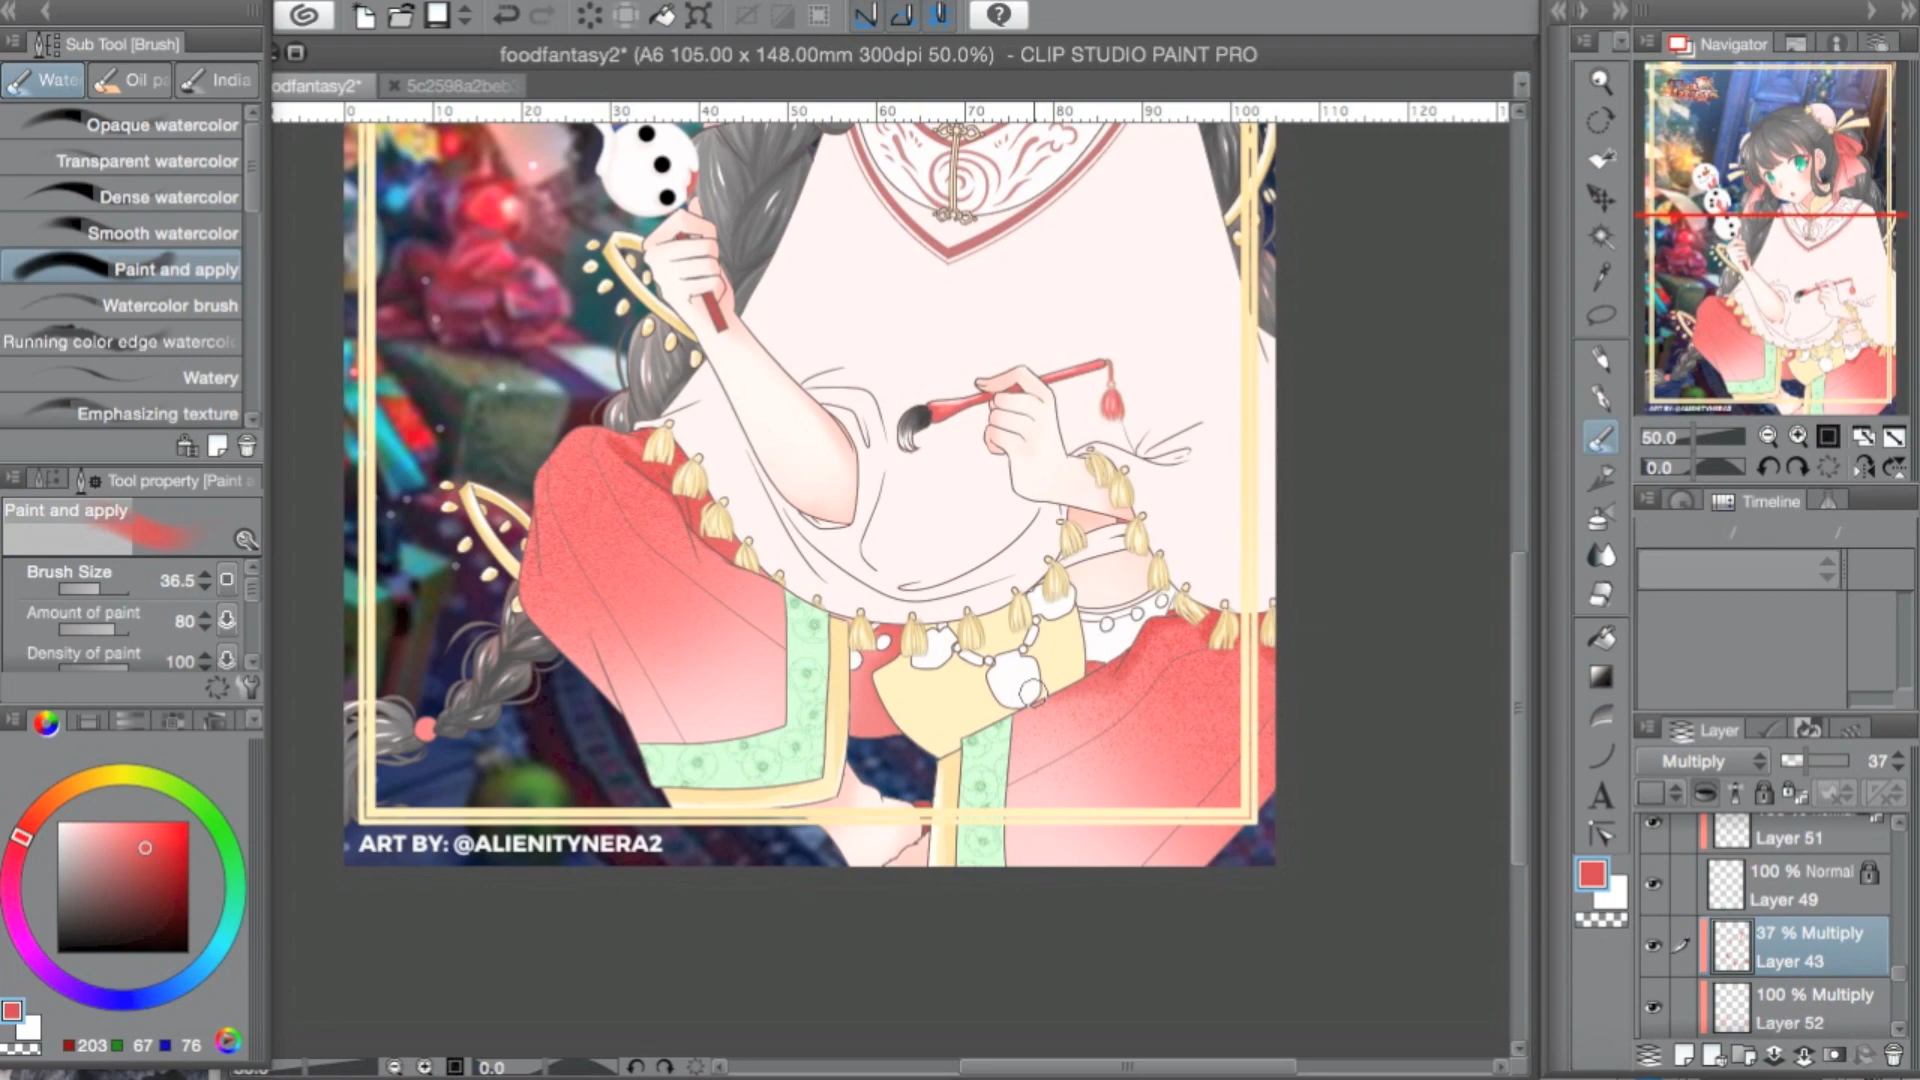 Sub Tool [Brush]
foodfantasy2* (A6 105.00 x 148.00mm 300dpi 50.0%) - CLIP STUDIO PAINT PRO
Navigator
Wate
Oil pa
India
odfantasy2*
5c2598a2beb3
0 10 20 30 40 50 60 70 80 90 100 110 120
Opaque watercolor
Transparent watercolor
Dense watercolor
Smooth watercolor
Paint and apply
Watercolor brush
Running color edge watercolo
Watery
Emphasizing texture
Tool property [Paint a
Paint and apply
Brush Size 36.5
Amount of paint 80
Density of paint 100
203 67 76
ART BY: @ALIENITYNERA2
0.0
50.0
0.0
Timeline
Layer
Multiply 37
Layer 51
100 % Normal
Layer 49
37 % Multiply
Layer 43
100 % Multiply
Layer 52